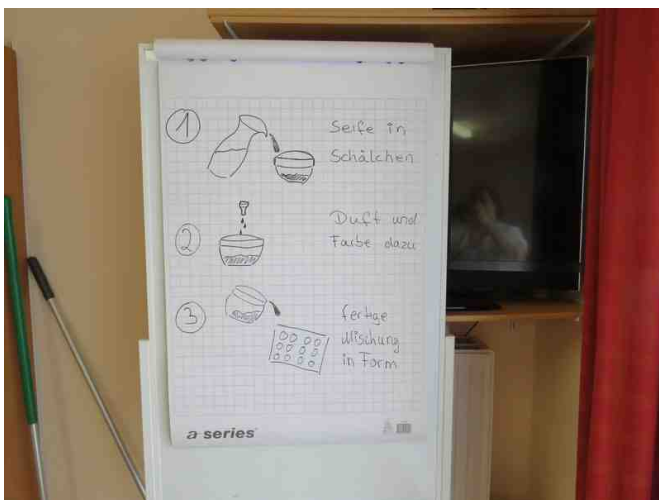 1
Seife in
Schälchen
2
Duft und
Farbe dazu
3
fertige
Mischung
in Form
a series